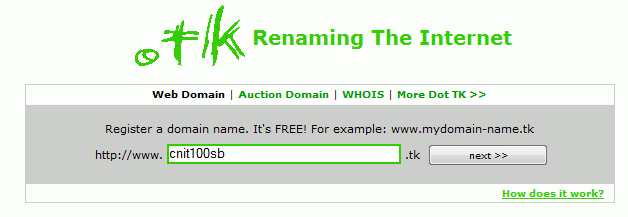 .tk Renaming The Internet
Web Domain | Auction Domain | WHOIS | More Dot TK >>
Register a domain name. It's FREE! For example: www.mydomain-name.tk
http://www. cnit100sb .tk next >>
How does it work?